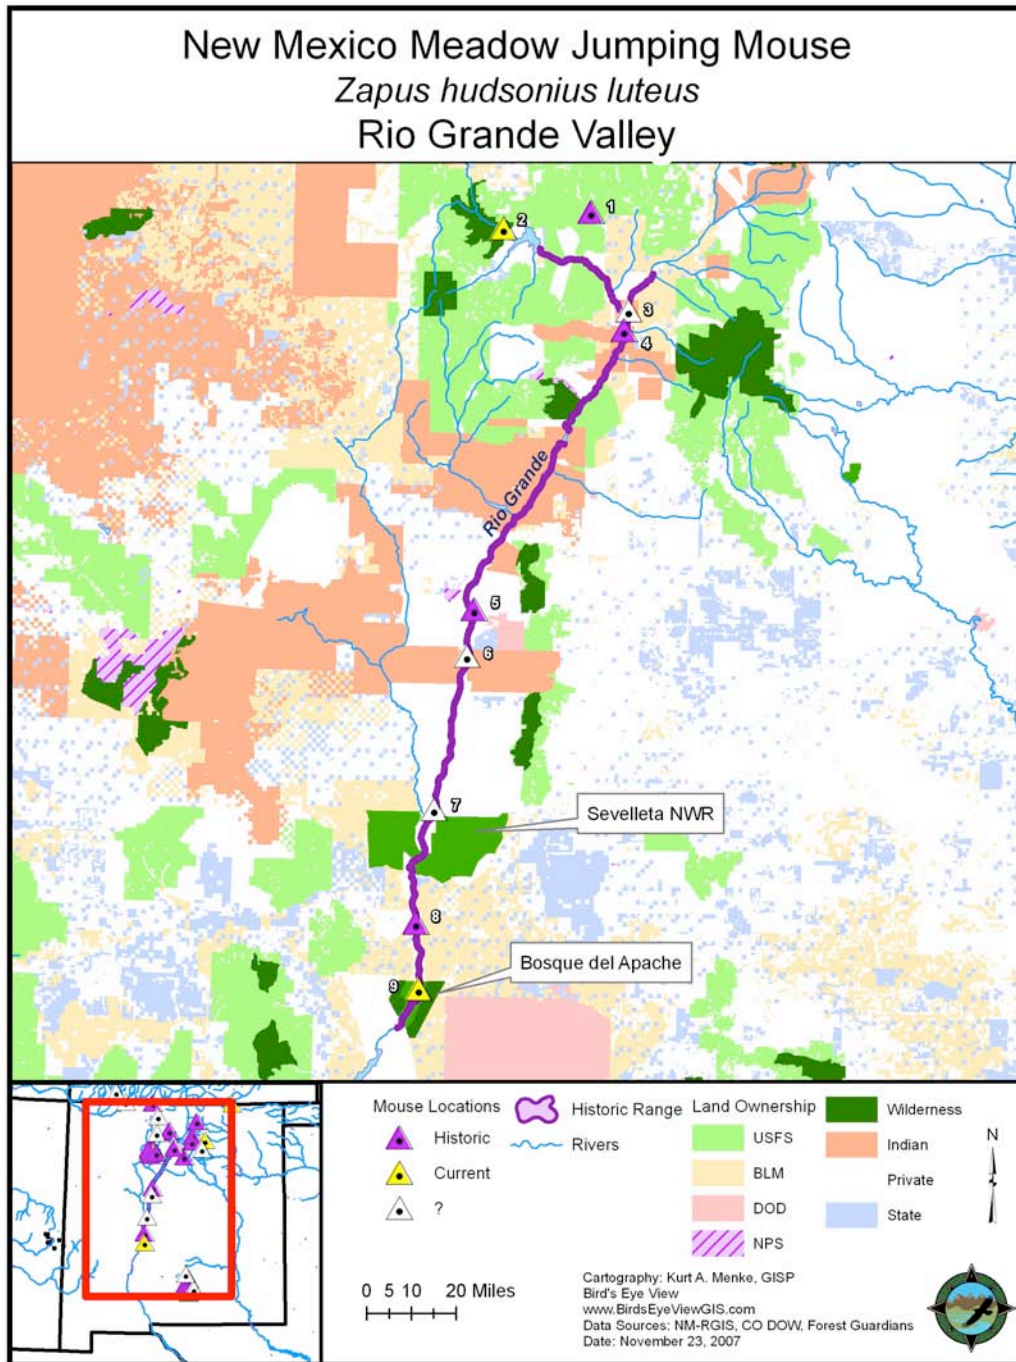 New Mexico Meadow Jumping Mouse
Zapus hudsonius luteus
Rio Grande Valley
1
2
3
4
Rio Grande
5
6
7
Sevelleta NWR
8
Bosque del Apache
9
Mouse Locations
Historic
Current
?
Historic Range
Rivers
Land Ownership
USFS
BLM
DOD
NPS
Wilderness
Indian
Private
State
N
0 5 10 20 Miles
Cartography: Kurt A. Menke, GISP
Bird's Eye View
www.BirdsEyeViewGIS.com
Data Sources: NM-RGIS, CO DOW, Forest Guardians
Date: November 23, 2007